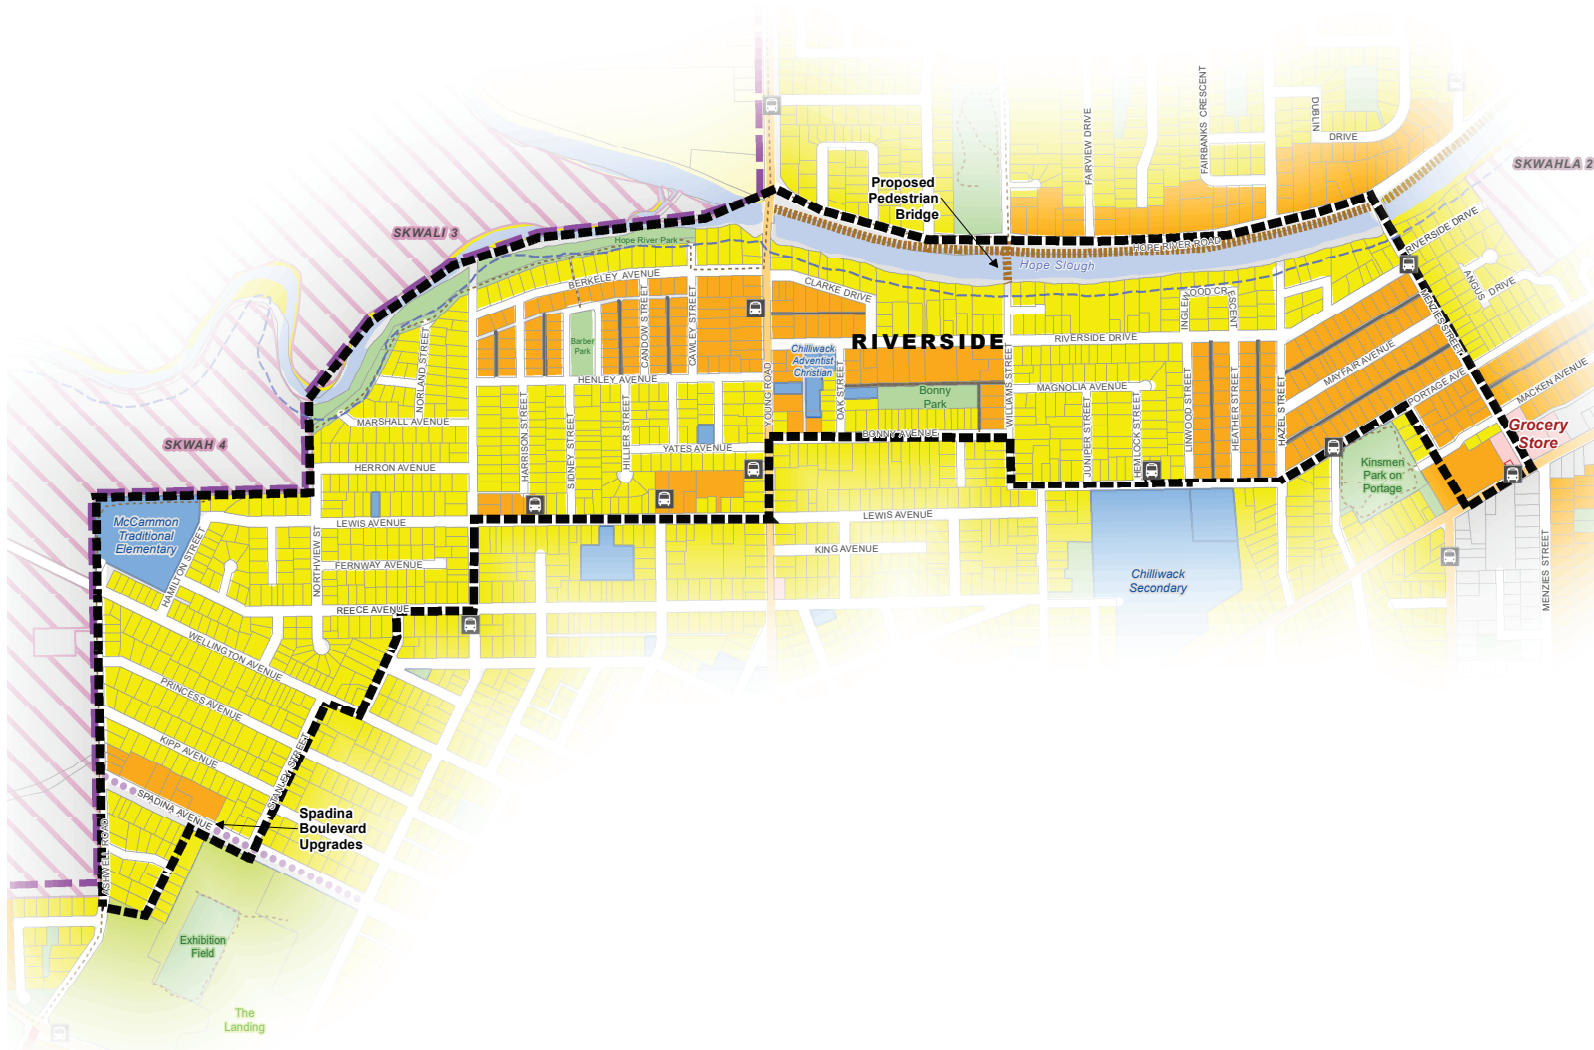 FAIRBANKS CRESCENT
FAIRVIEW DRIVE
DUBLIN
DRIVE
SKWAHLA 2
Proposed
Pedestrian
Bridge
SKWALI 3
Hope River Park
HOPE RIVER ROAD
RIVERSIDE DRIVE
Hope Slough
ANGUS
DRIVE
BERKELEY AVENUE
CLARKE DRIVE
INGLEWOOD CRESCENT
MENZIES STREET
CANDOW STREET
CAWLEY STREET
NORLAND STREET
Barber
Park
RIVERSIDE
RIVERSIDE DRIVE
Chilliwack
Adventist
Christian
MAYFAIR AVENUE
PORTAGE AVE
MACKEN AVENUE
HENLEY AVENUE
YOUNG ROAD
OAK STREET
Bonny
Park
WILLIAMS STREET
MAGNOLIA AVENUE
JUNIPER STREET
HEMLOCK STREET
LINWOOD STREET
HEATHER STREET
HAZEL STREET
MARSHALL AVENUE
HARRISON STREET
SIDNEY STREET
HILLIER STREET
YATES AVENUE
BONNY AVENUE
Grocery
Store
SKWAH 4
HERRON AVENUE
Kinsmen
Park on
Portage
McCammon
Traditional
Elementary
HAMILTON STREET
NORTHVIEW ST
LEWIS AVENUE
LEWIS AVENUE
KING AVENUE
FERNWAY AVENUE
Chilliwack
Secondary
MENZIES STREET
REECE AVENUE
WELLINGTON AVENUE
PRINCESS AVENUE
KIPP AVENUE
STANLEY STREET
SPADINA AVENUE
Spadina
Boulevard
Upgrades
ASHWELL ROAD
Exhibition
Field
The
Landing